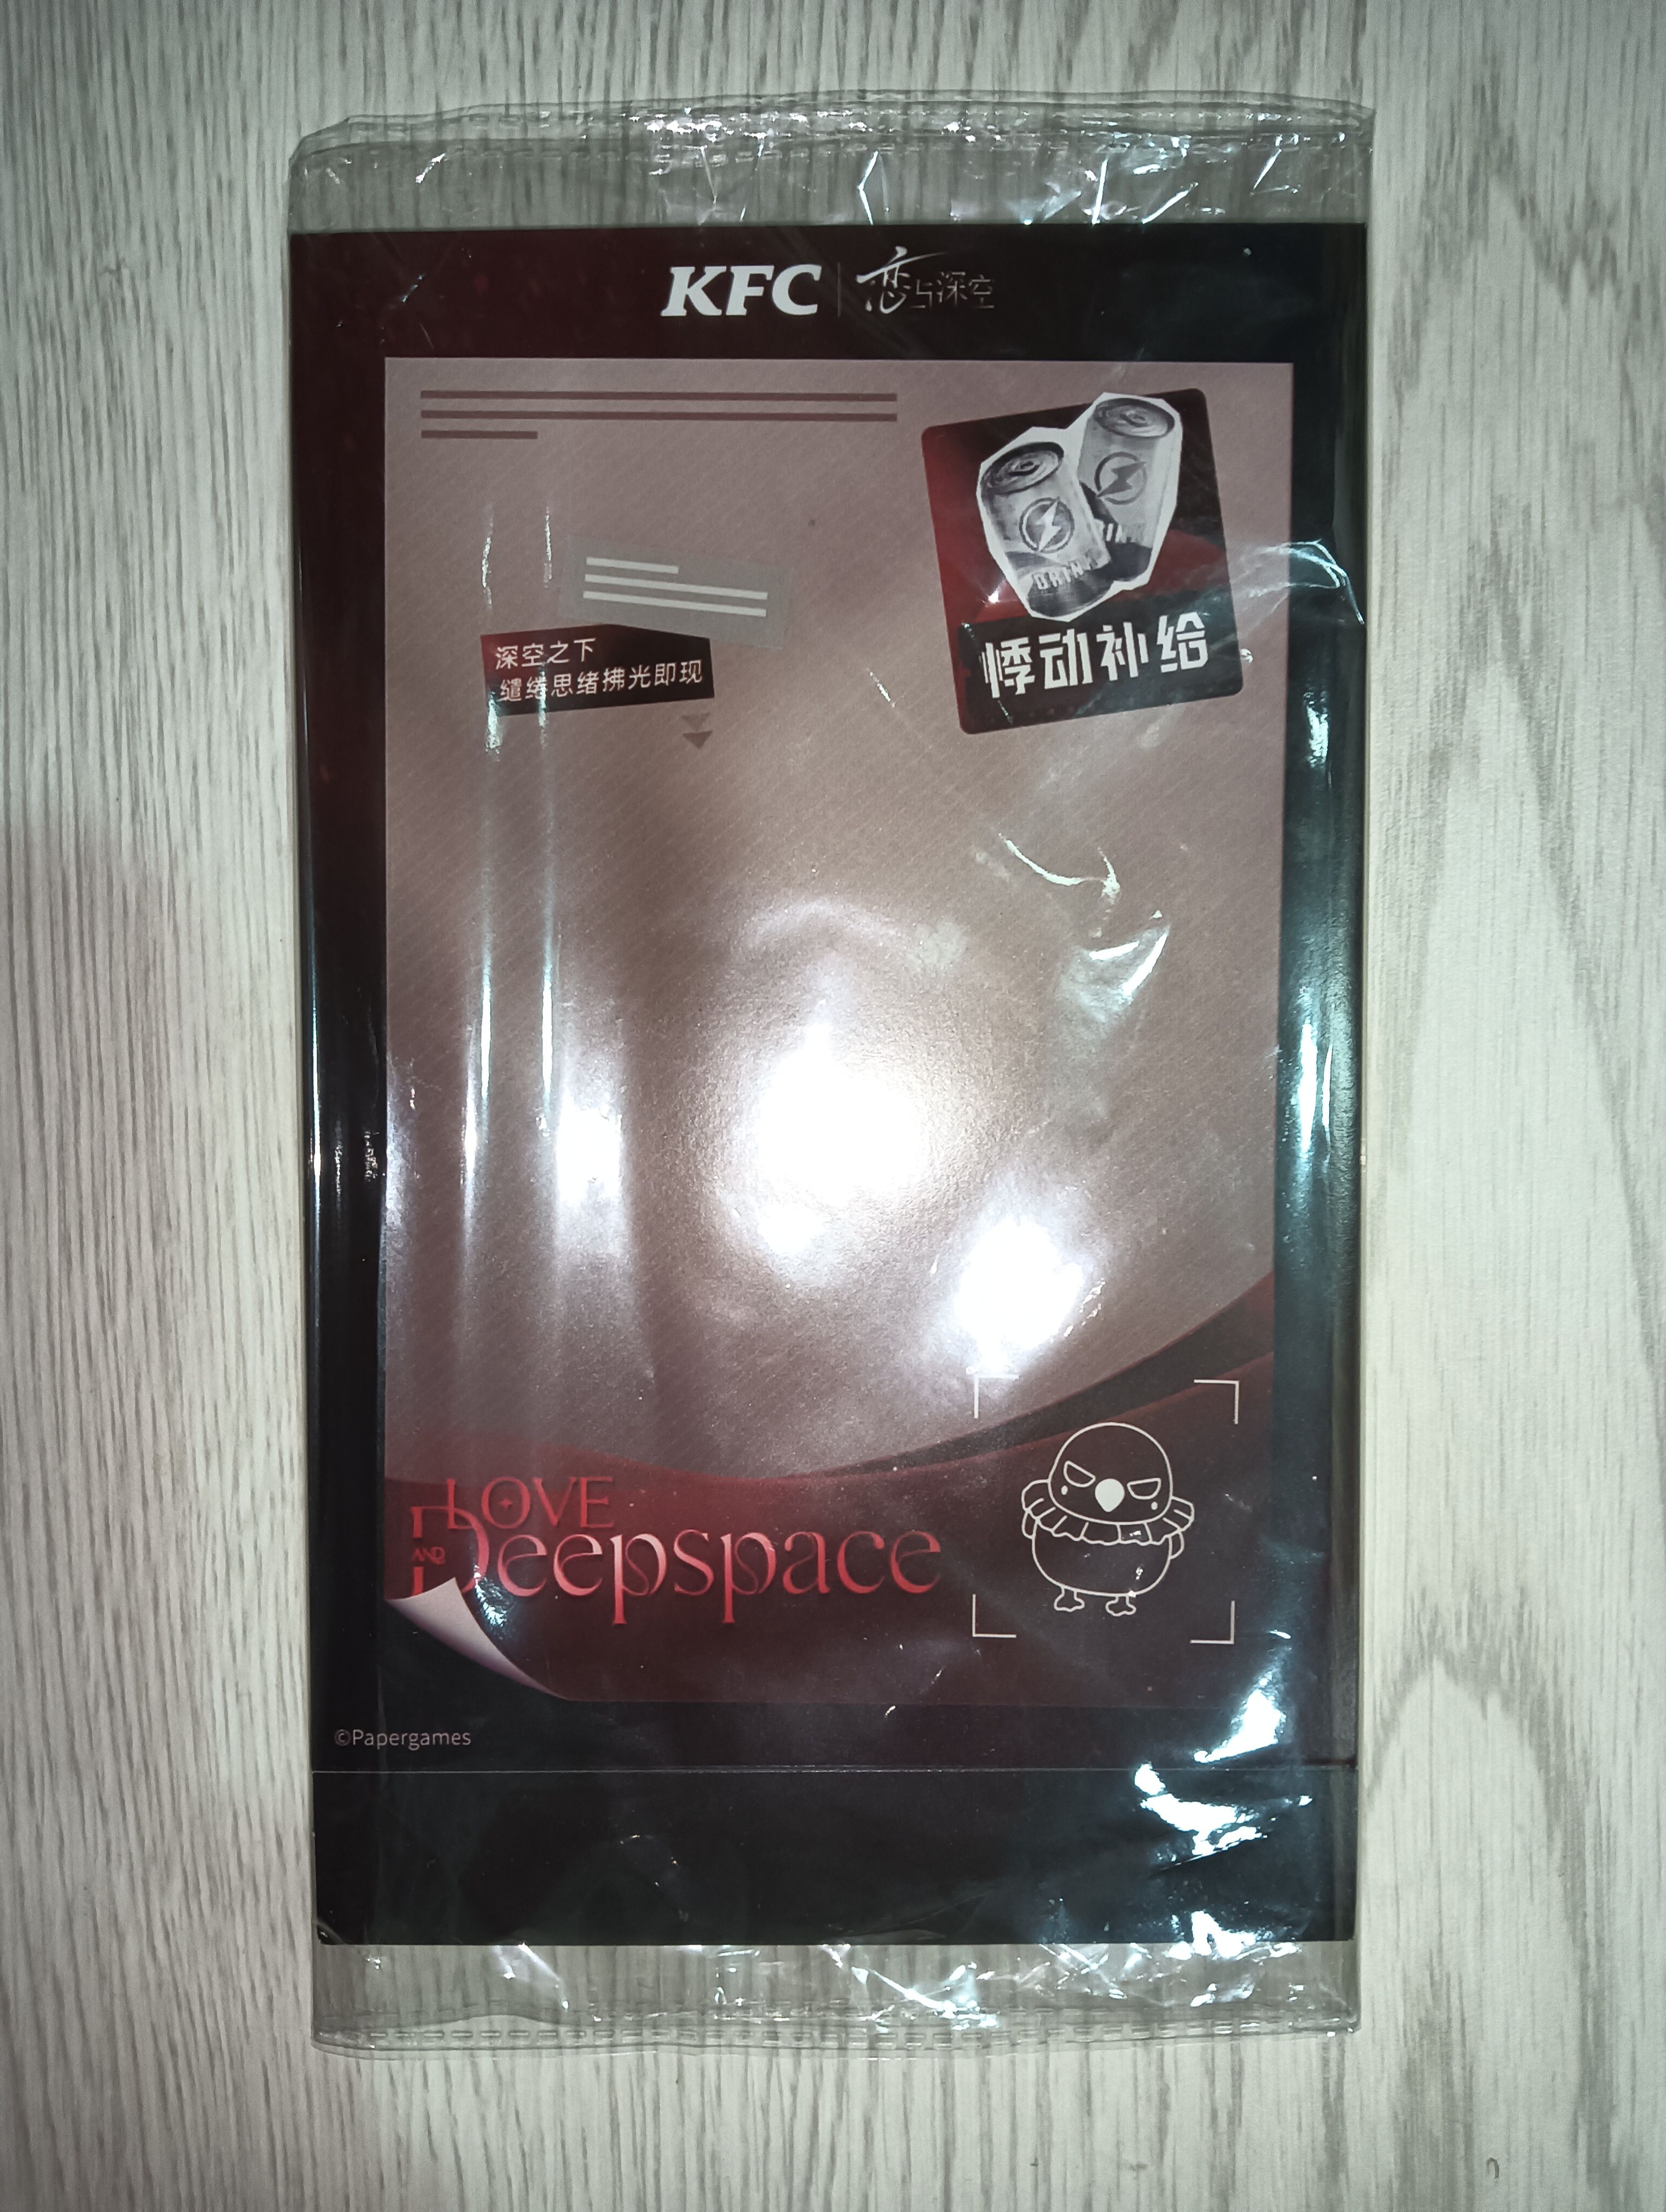 KFC 恋与深空
DRIN
悸动补给
深空之下
缱绻思绪拂光即现
LOVE
AND
Deepspace
©Papergames